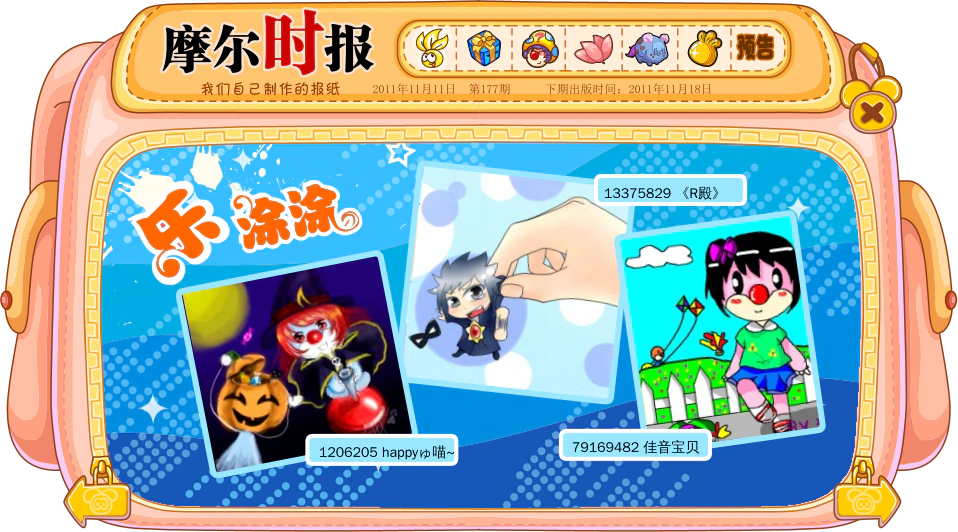 摩尔时报
预告
我们自己制作的报纸 2011年11月11日 第177期 下期出版时间：2011年11月18日
乐涂涂
13375829 《R殿》
1206205 happyゅ喵~
79169482 佳音宝贝